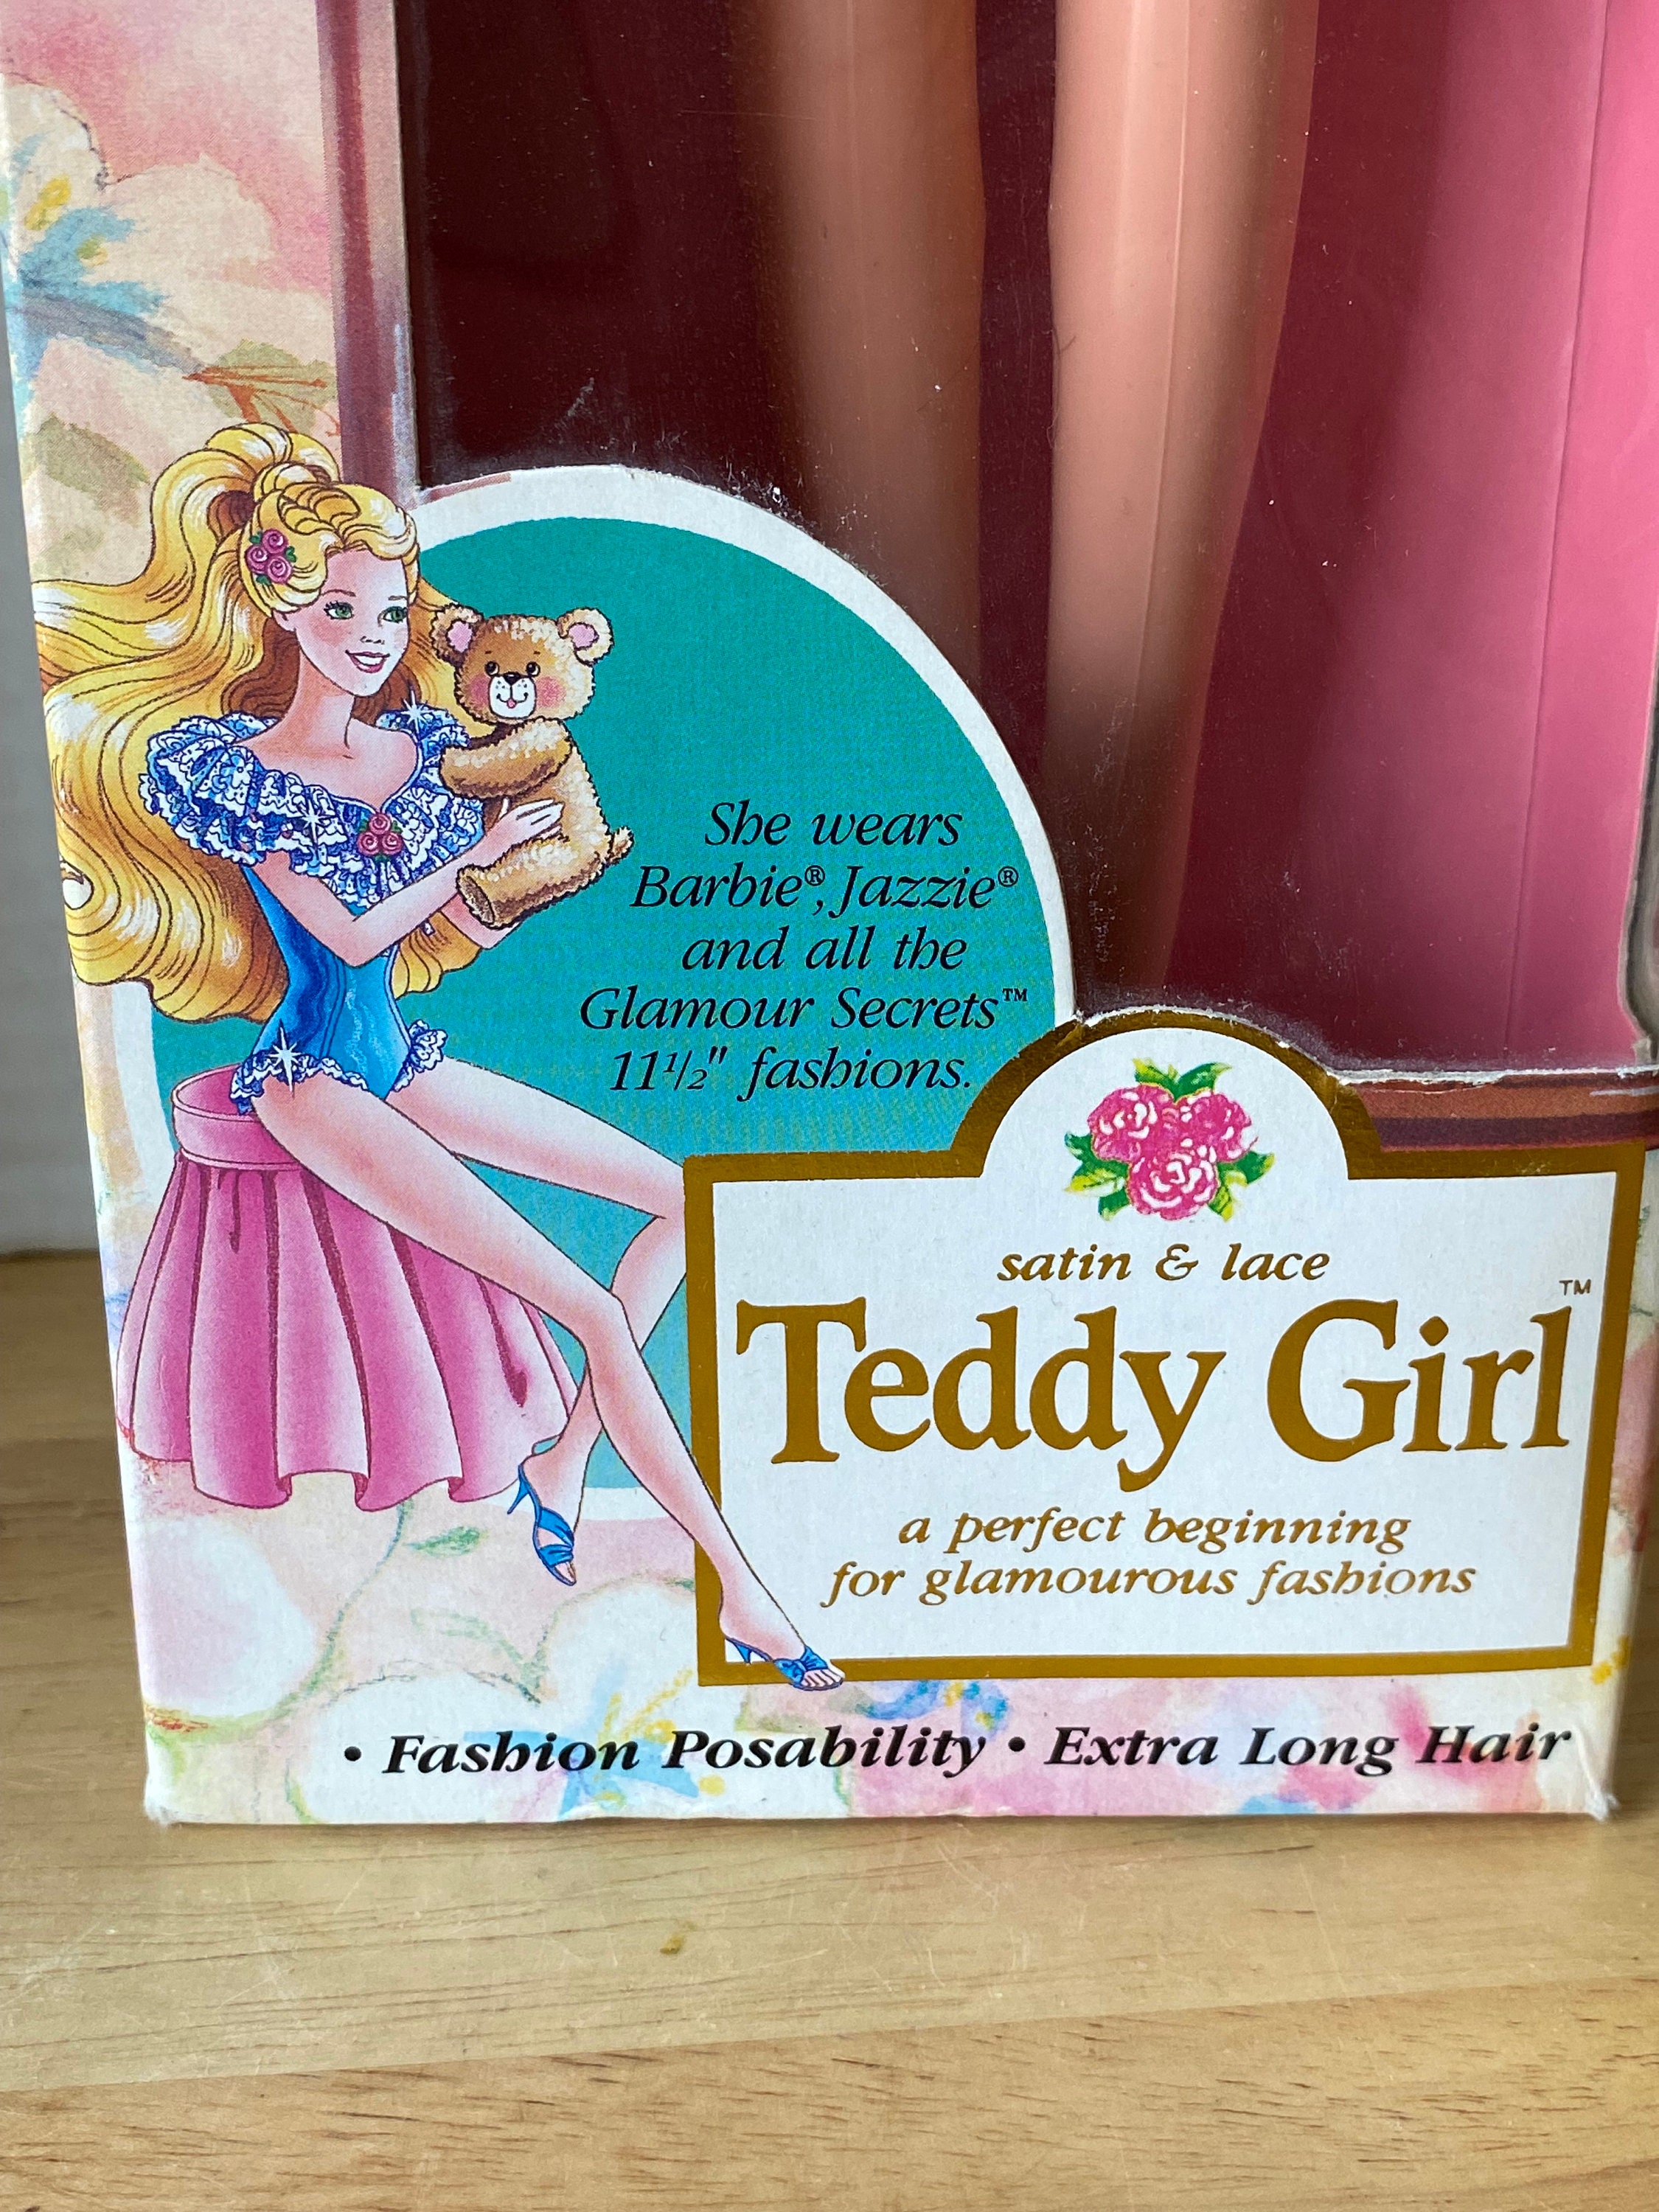 She wears
Barbie®, Jazzie®
and all the
Glamour Secrets™
11½" fashions.
satin & lace
Teddy Girl™
a perfect beginning
for glamourous fashions
• Fashion Posability • Extra Long Hair